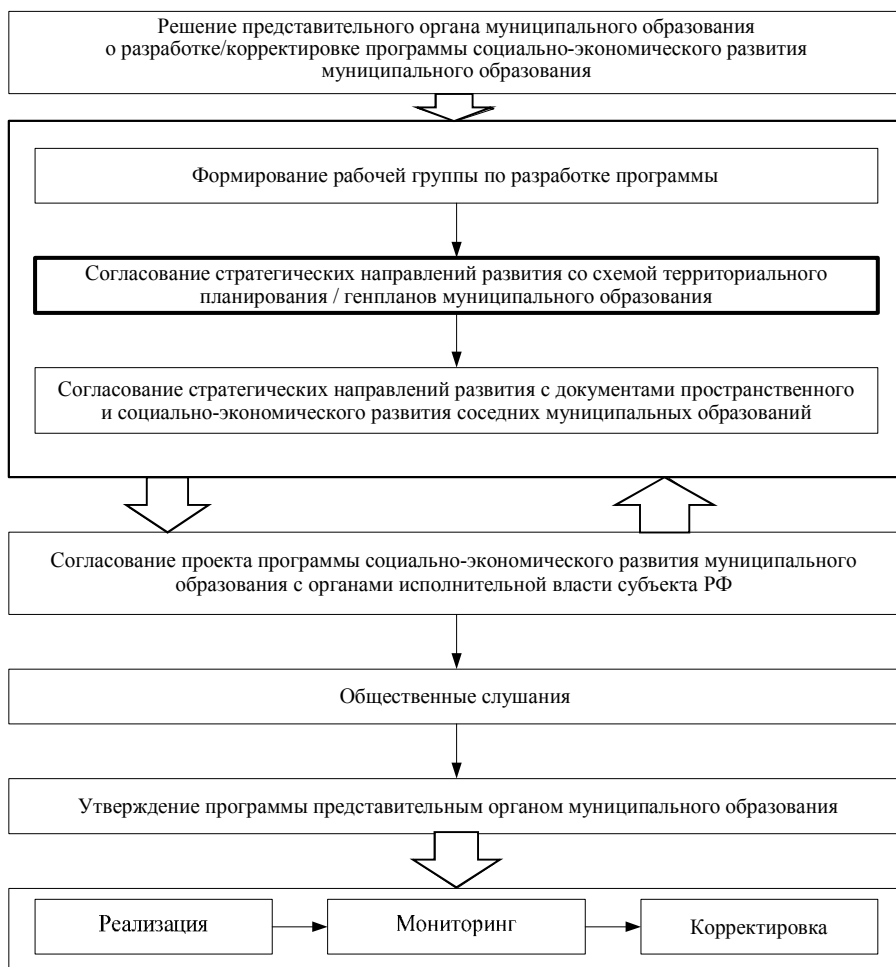 Решение представительного органа муниципального образования
о разработке/корректировке программы социально-экономического развития
муниципального образования
Формирование рабочей группы по разработке программы
Согласование стратегических направлений развития со схемой территориального
планирования / генпланов муниципального образования
Согласование стратегических направлений развития с документами пространственного
и социально-экономического развития соседних муниципальных образований
Согласование проекта программы социально-экономического развития муниципального
образования с органами исполнительной власти субъекта РФ
Общественные слушания
Утверждение программы представительным органом муниципального образования
Реализация
Мониторинг
Корректировка